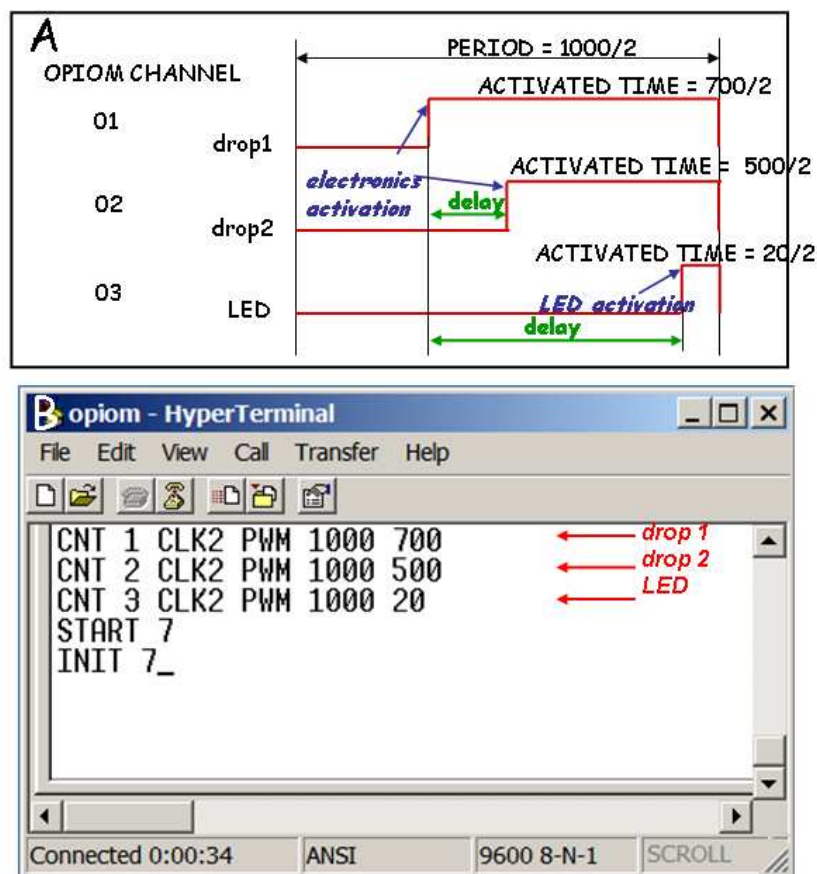 A
PERIOD = 1000/2
OPIOM CHANNEL
ACTIVATED TIME = 700/2
O1
drop1
ACTIVATED TIME = 500/2
electronics
activation
delay
O2
drop2
ACTIVATED TIME = 20/2
O3
LED
LED activation
delay
opiom - HyperTerminal
File Edit View Call Transfer Help
CNT 1 CLK2 PWM 1000 700 drop 1
CNT 2 CLK2 PWM 1000 500 drop 2
CNT 3 CLK2 PWM 1000 20 LED
START 7
INIT 7_
Connected 0:00:34 ANSI 9600 8-N-1 SCROLL